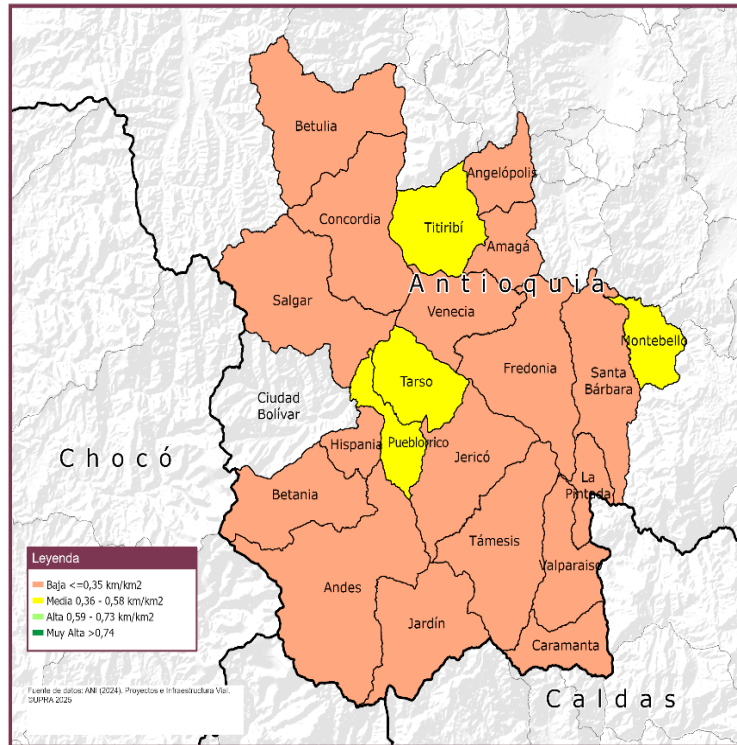 Betulia
Angelópolis
Concordia
Titiribí
Amagá
Antioquia
Salgar
Venecia
Montebello
Fredonia
Santa
Bárbara
Tarso
Ciudad
Bolívar
Chocó
Hispania
Pueblorrico
Jericó
La
Pintada
Betania
Támesis
Valparaiso
Andes
Jardín
Caramanta
Caldas
Leyenda
Baja <=0,35 km/km2
Media 0,36 - 0,58 km/km2
Alta 0,59 - 0,73 km/km2
Muy Alta >0,74
Fuente de datos: ANI (2024). Proyectos e Infraestructura Vial.
SUPRA 2025